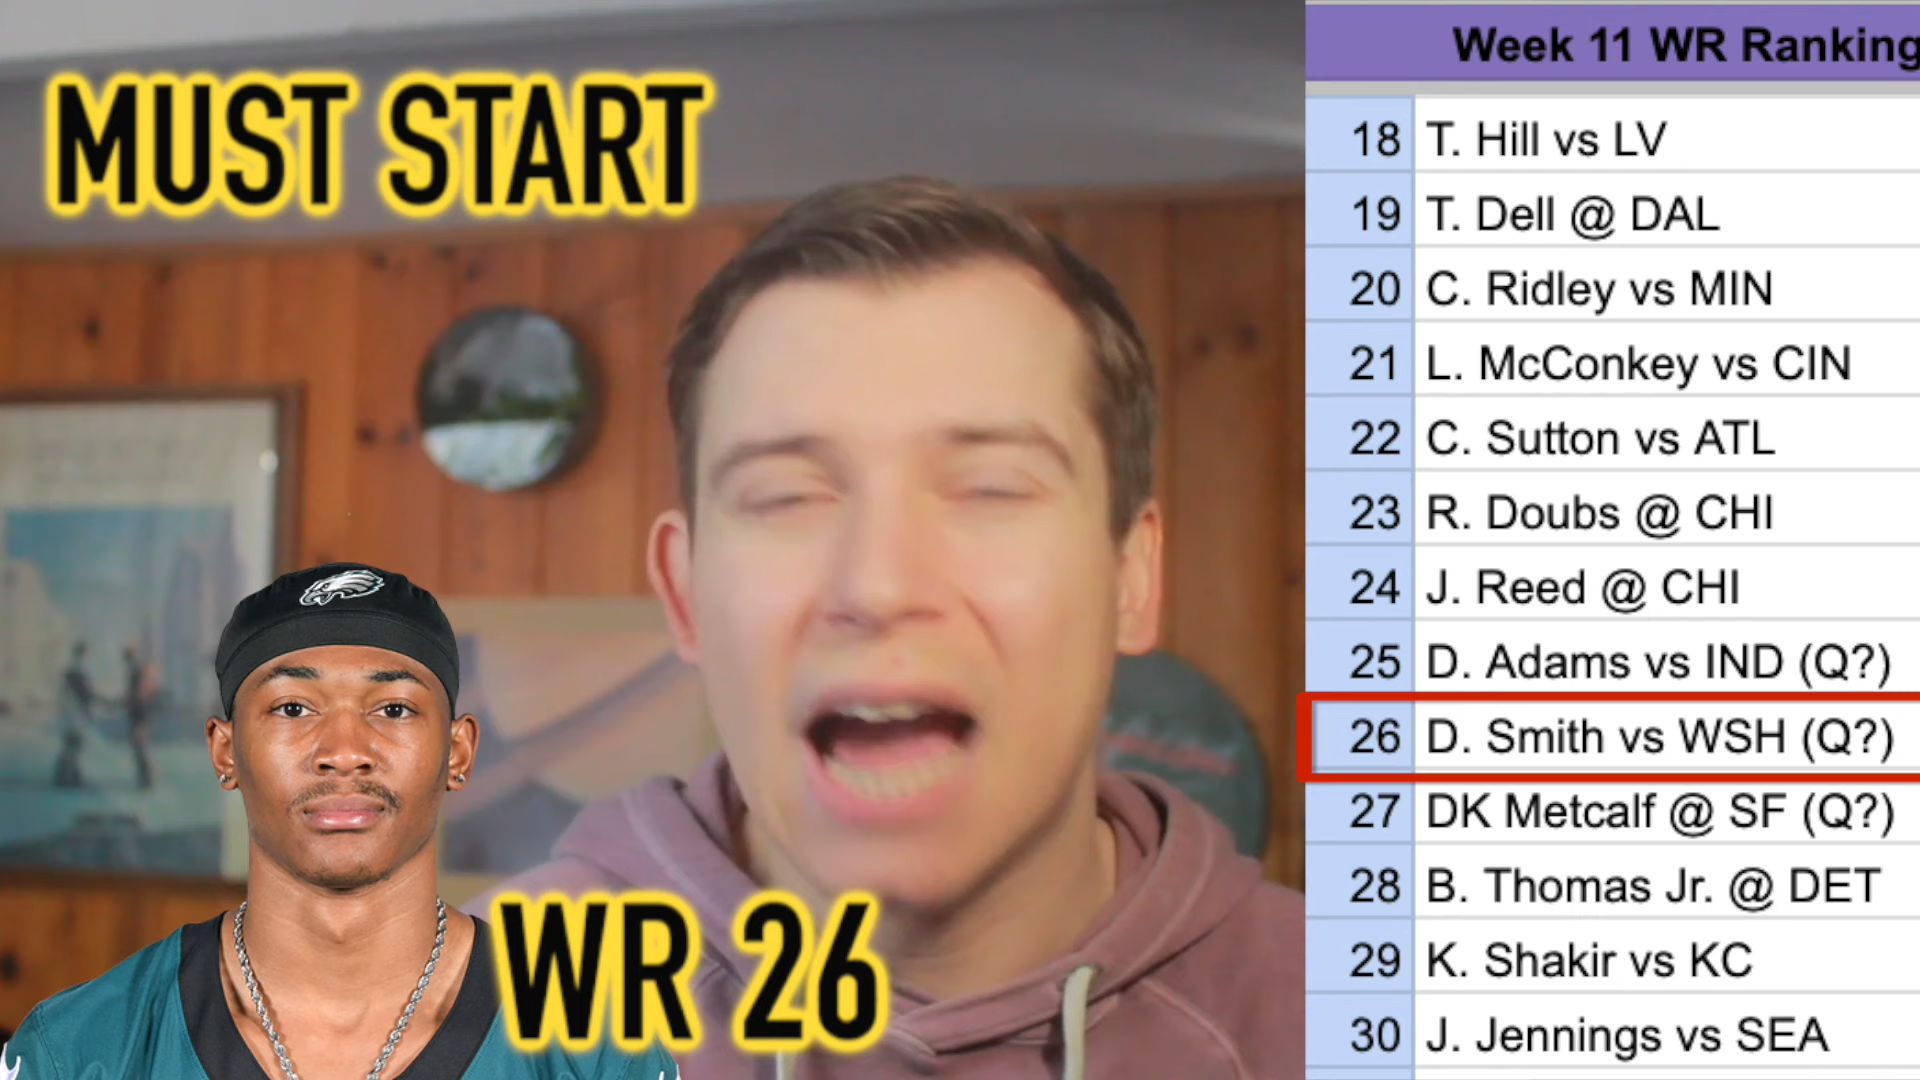 MUST START
WR 26
Week 11 WR Ranking
18 T. Hill vs LV
19 T. Dell @ DAL
20 C. Ridley vs MIN
21 L. McConkey vs CIN
22 C. Sutton vs ATL
23 R. Doubs @ CHI
24 J. Reed @ CHI
25 D. Adams vs IND (Q?)
26 D. Smith vs WSH (Q?)
27 DK Metcalf @ SF (Q?)
28 B. Thomas Jr. @ DET
29 K. Shakir vs KC
30 J. Jennings vs SEA